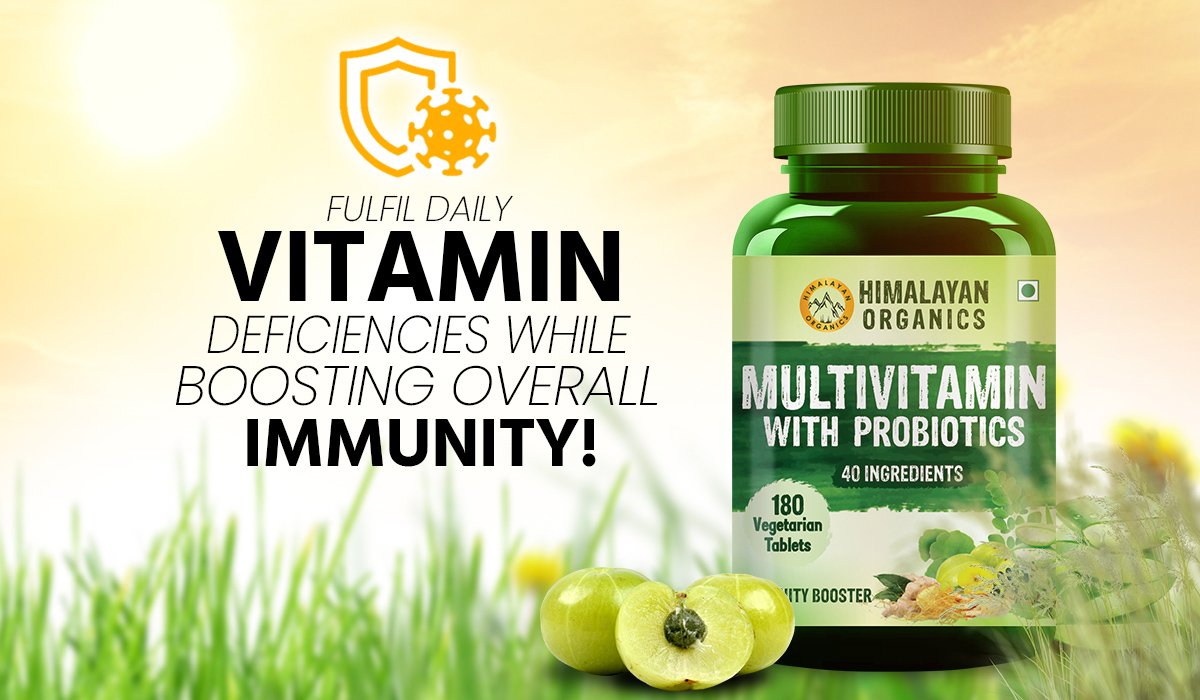 FULFIL DAILY
VITAMIN
DEFICIENCIES WHILE
BOOSTING OVERALL
IMMUNITY!
HIMALAYAN
ORGANICS
HIMALAYAN
ORGANICS
MULTIVITAMIN
WITH PROBIOTICS
40 INGREDIENTS
180
Vegetarian
Tablets
BOOSTER